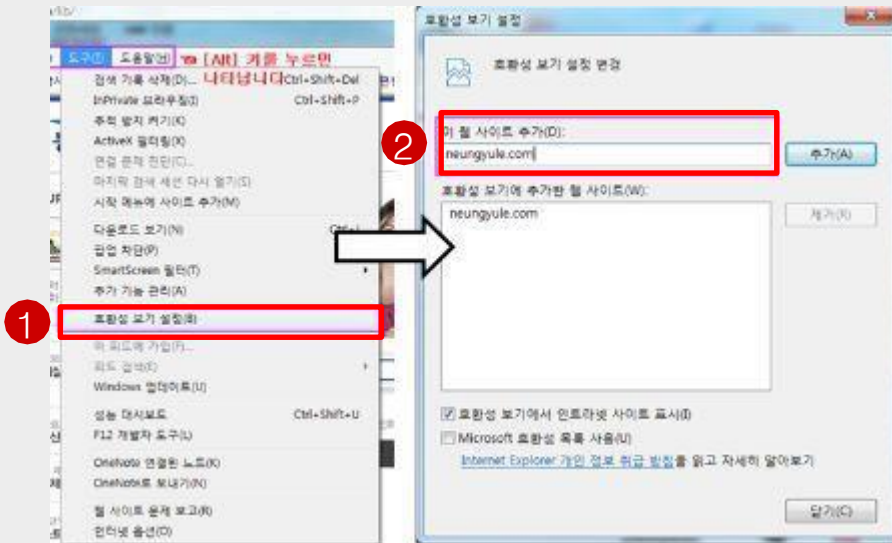 도구(T) 도움말(H) [Alt] 키를 누르면
나타납니다
검색 기록 삭제(D)... Ctrl+Shift+Del
InPrivate 브라우징(I) Ctrl+Shift+P
추적 방지 켜기(K)
ActiveX 필터링(X)
연결 문제 진단(C)...
마지막 검색 세션 다시 열기(S)
시작 메뉴에 사이트 추가(M)
다운로드 보기(N)
팝업 차단(P)
SmartScreen 필터(T)
추가 기능 관리(A)
1
호환성 보기 설정(B)
이 피드에 가입(F)...
피드 검색(E)
Windows 업데이트(U)
성능 대시보드 Ctrl+Shift+U
F12 개발자 도구(L)
OneNote 연결된 노트(K)
OneNote로 보내기(N)
웹 사이트 문제 보고(R)
인터넷 옵션(O)
호환성 보기 설정
호환성 보기 설정 변경
2
이 웹 사이트 추가(D):
neungyule.com
추가(A)
호환성 보기에 추가한 웹 사이트(W):
neungyule.com
제거(R)
호환성 보기에서 인트라넷 사이트 표시(I)
Microsoft 호환성 목록 사용(U)
Internet Explorer 개인 정보 취급 방침을 읽고 자세히 알아보기
닫기(C)